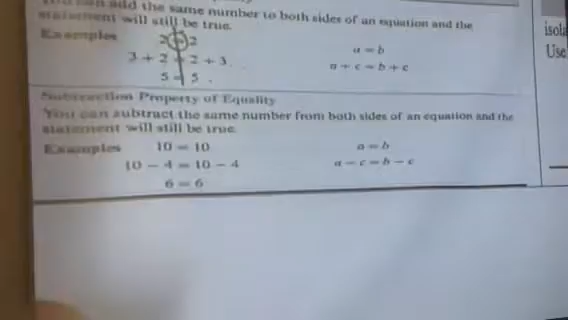 You can add the same number to both sides of an equation and the
statement will still be true.
Examples 2 = 2 a = b
3 + 2 = 2 + 3 a + c = b + c
5 = 5
Subtraction Property of Equality
You can subtract the same number from both sides of an equation and the
statement will still be true.
Examples 10 = 10 a = b
10 − 4 = 10 − 4 a − c = b − c
6 = 6
Use